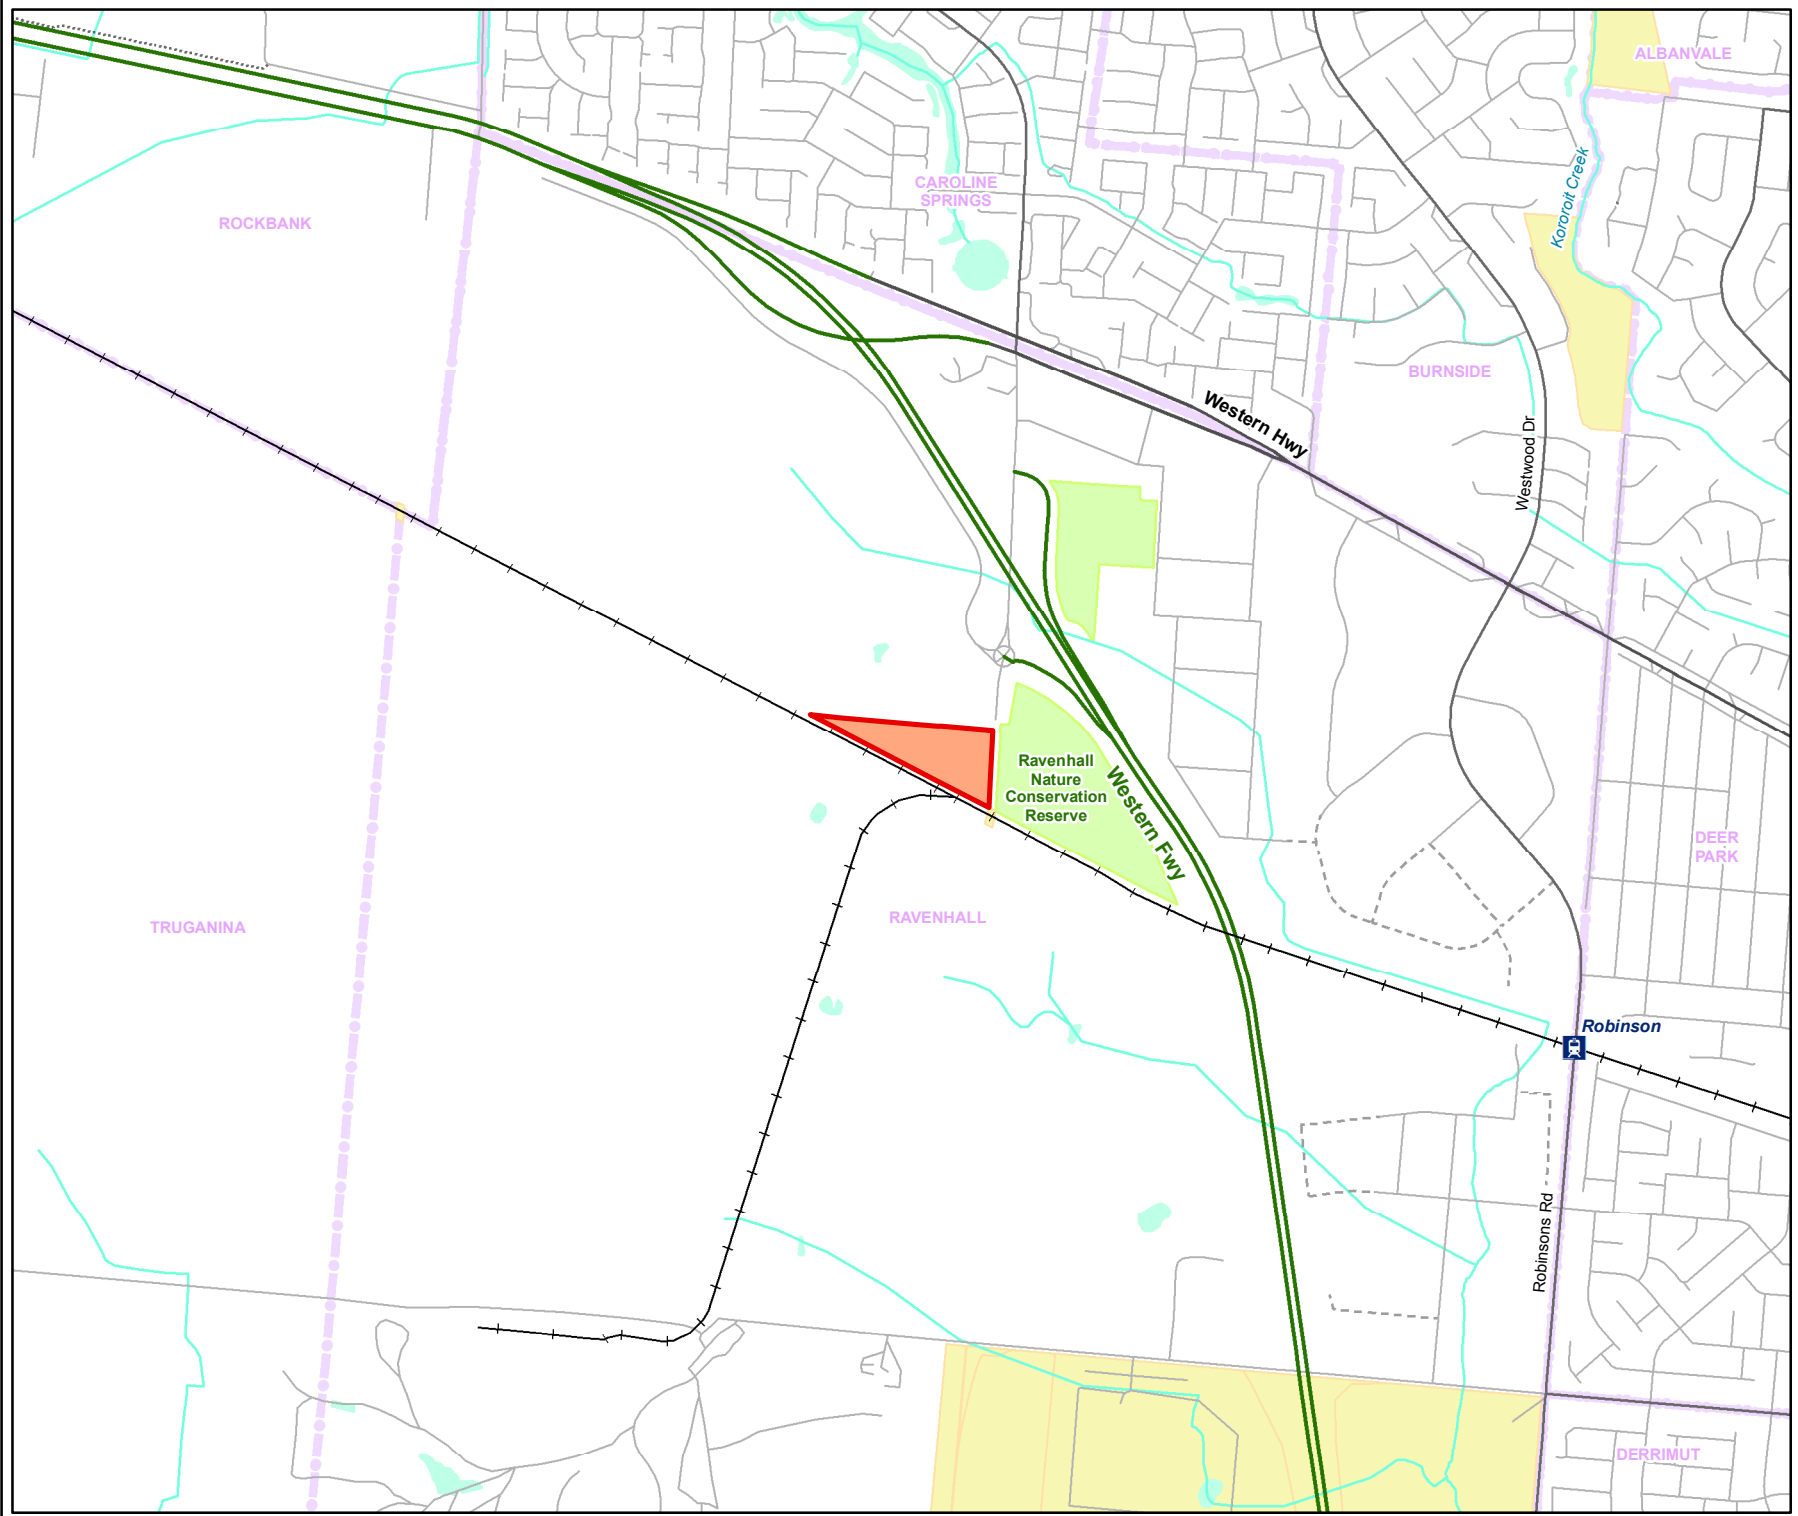 ALBANVALE
Kororoit Creek
CAROLINE
SPRINGS
ROCKBANK
BURNSIDE
Western Hwy
Westwood Dr
Ravenhall
Nature
Conservation
Reserve
Western Fwy
DEER
PARK
TRUGANINA
RAVENHALL
Robinson
Robinsons Rd
DERRIMUT